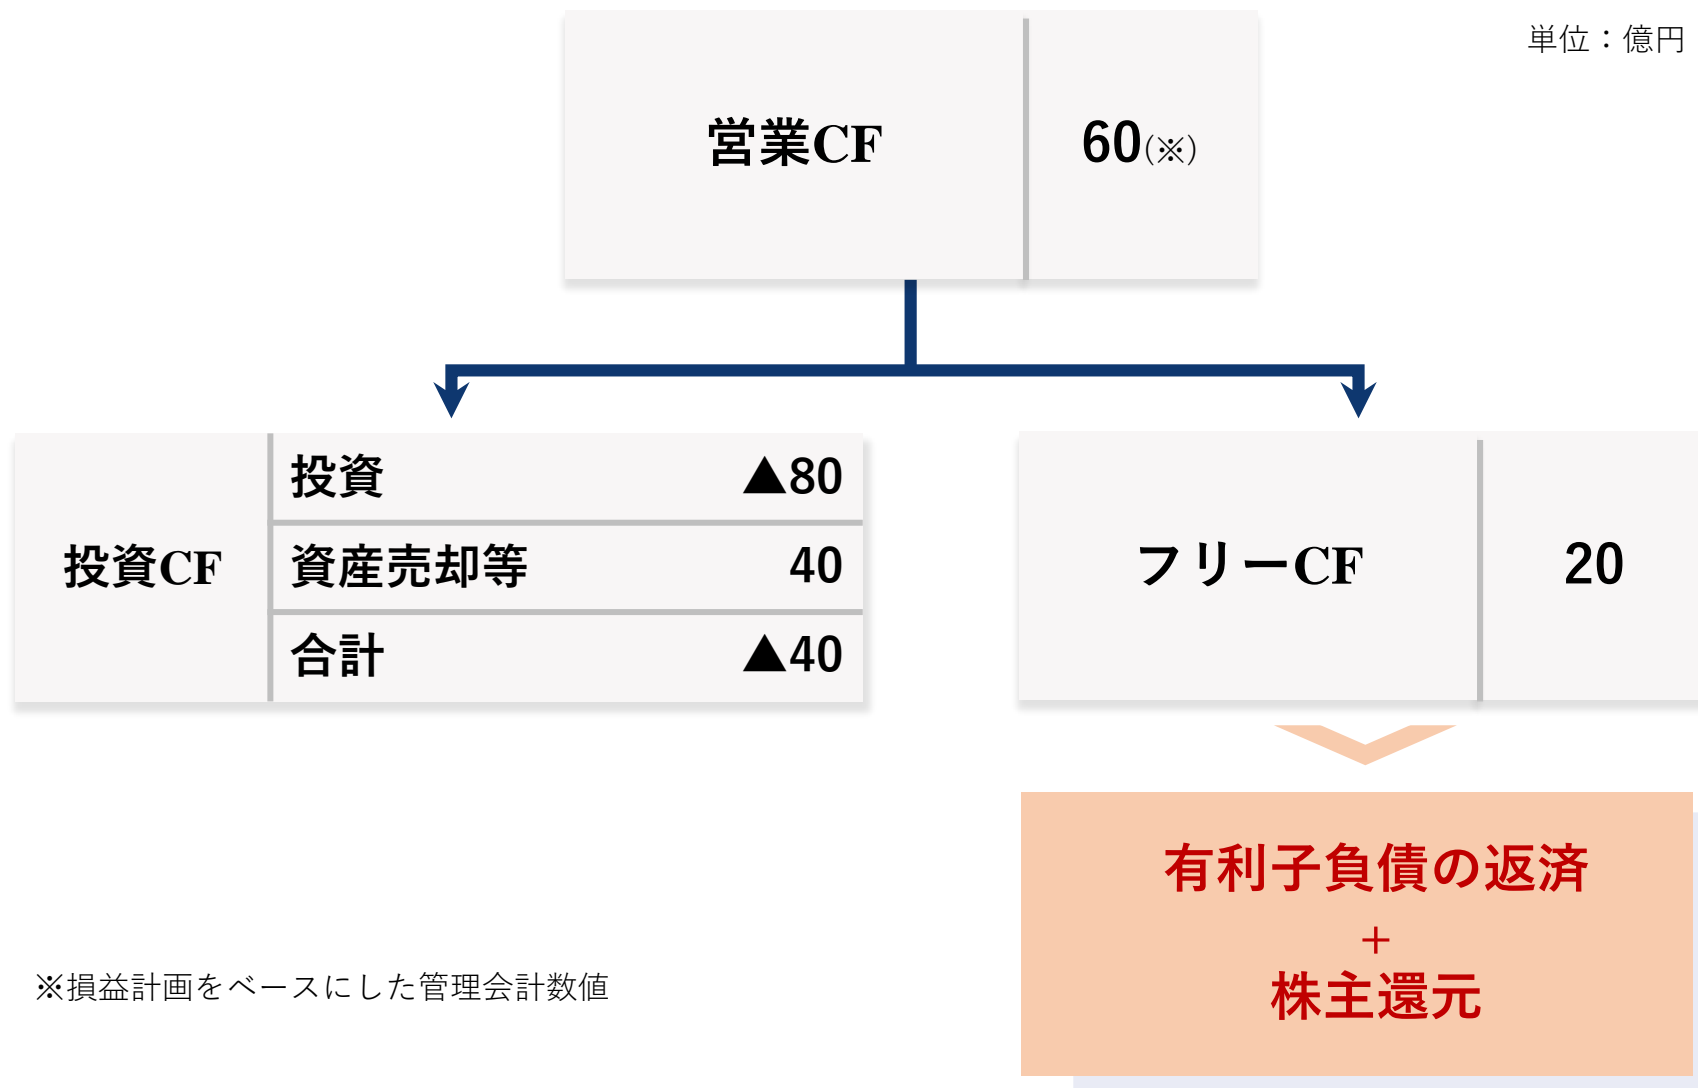 単位：億円
営業CF 60(※)
投資CF
投資 ▲80
資産売却等 40
合計 ▲40
フリーCF 20
有利子負債の返済
+
株主還元
※損益計画をベースにした管理会計数値